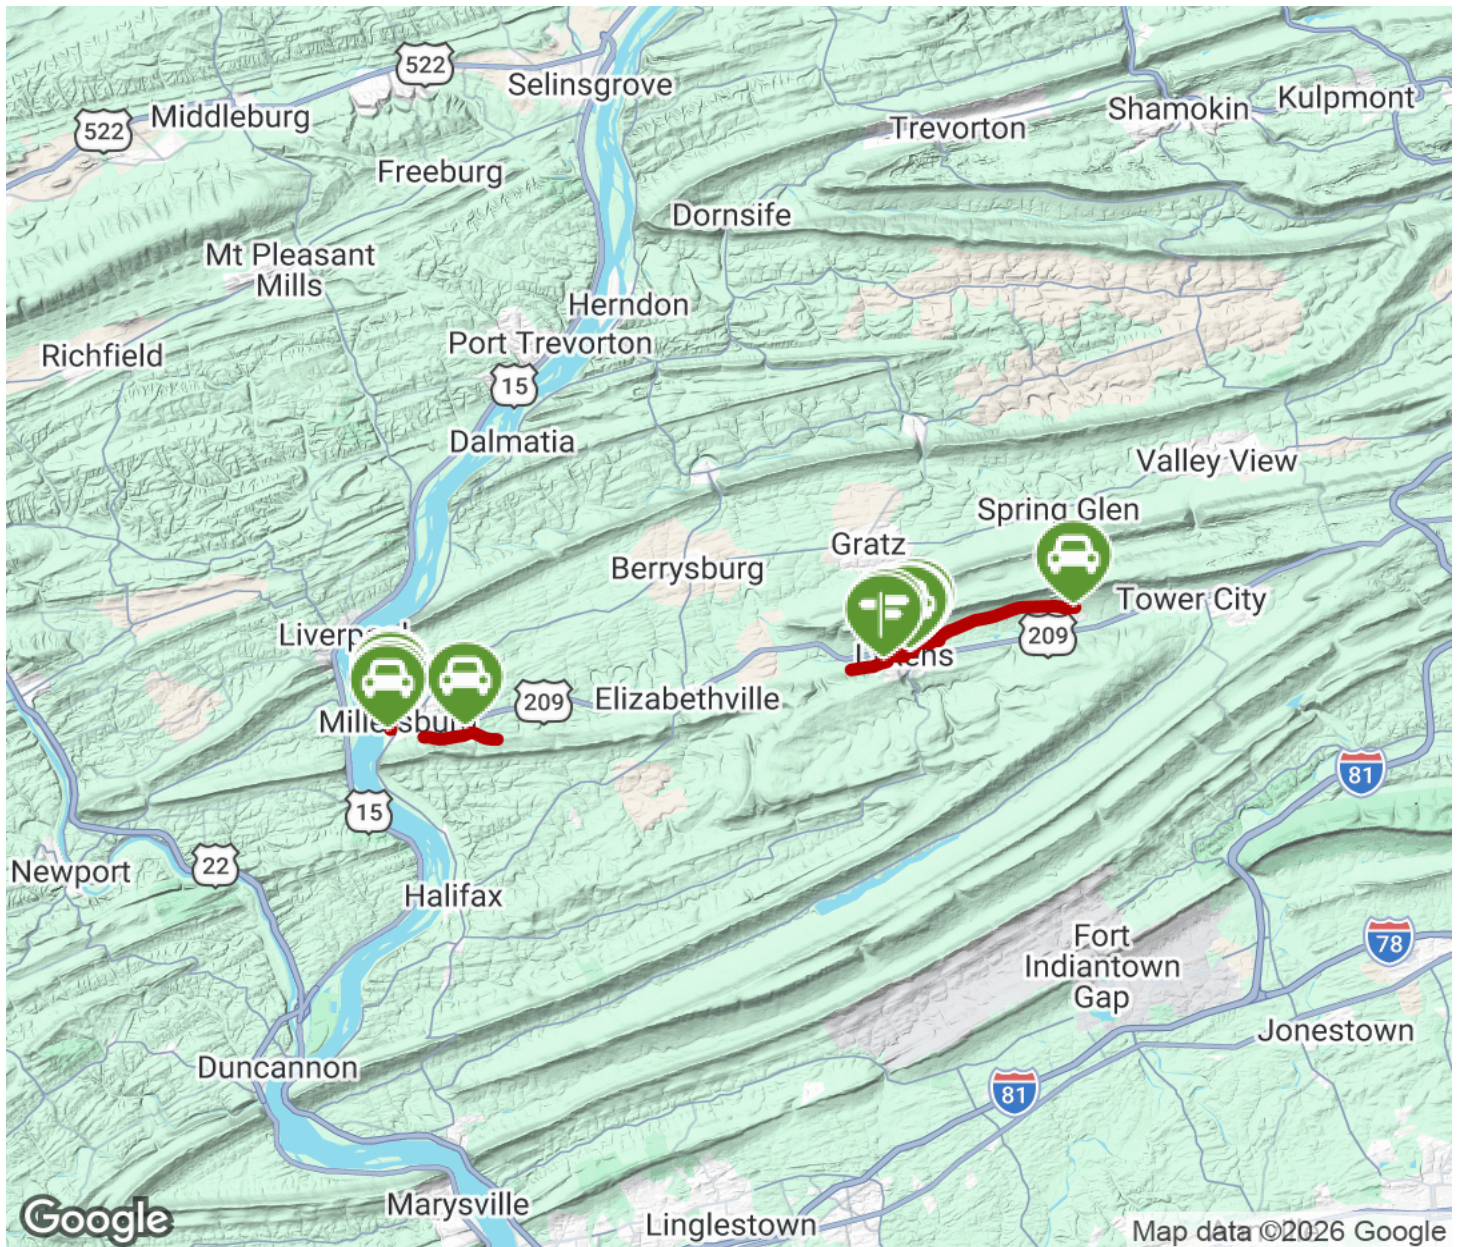 522
Selinsgrove
522
Middleburg
Shamokin
Kulpmont
Trevorton
Freeburg
Dornsife
Mt Pleasant
Mills
Herndon
Port Trevorton
Richfield
15
Dalmatia
Valley View
Spring Glen
Gratz
Berrysburg
Tower City
209
Elizabethville
209
81
15
22
Newport
Halifax
Fort
Indiantown
Gap
78
Jonestown
Duncannon
81
Marysville
Linglestown
Google
Map data ©2026 Google